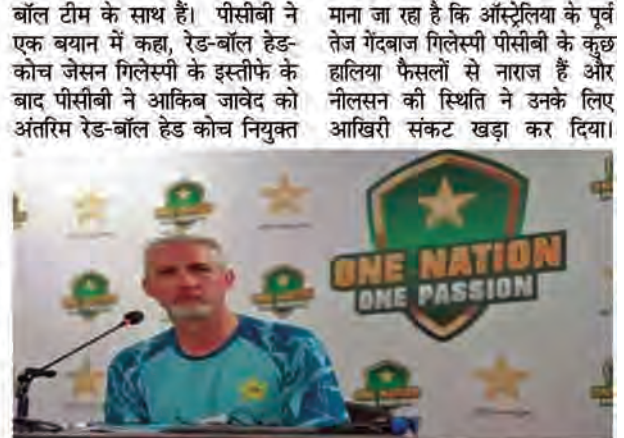 बॉल टीम के साथ हैं। पीसीबी ने
एक बयान में कहा, रेड-बॉल हेड-
कोच जेसन गिलेस्पी के इस्तीफे के
बाद पीसीबी ने आकिब जावेद को
अंतरिम रेड-बॉल हेड कोच नियुक्त
माना जा रहा है कि ऑस्ट्रेलिया के पूर्व
तेज गेंदबाज गिलेस्पी पीसीबी के कुछ
हालिया फैसलों से नाराज हैं और
नीलसन की स्थिति ने उनके लिए
आखिरी संकट खड़ा कर दिया।
ONE NATION
ONE PASSION